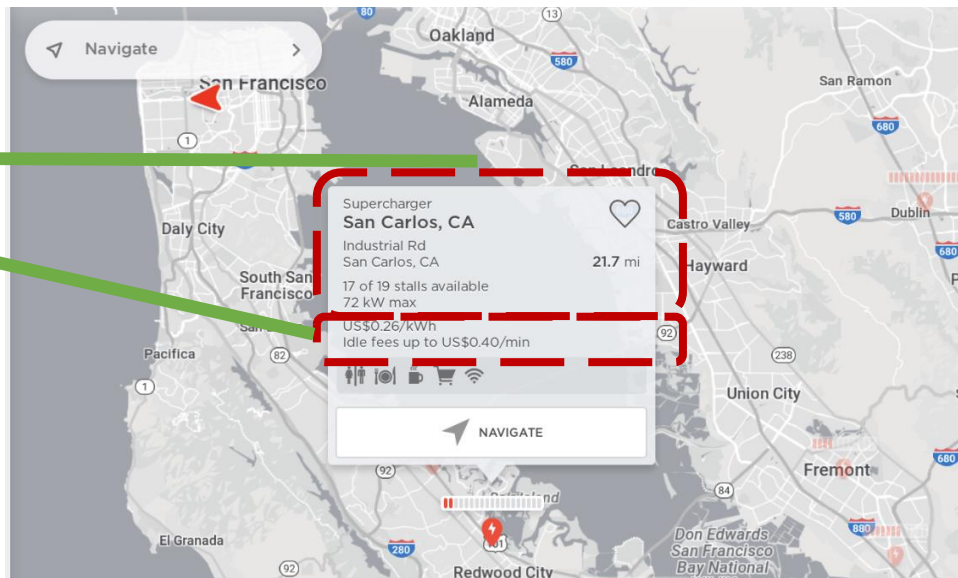 80
13
Oakland
Navigate
580
San Francisco
San Ramon
Alameda
680
1
San Leandro
Supercharger
San Carlos, CA
Dublin
580
Castro Valley
Daly City
Industrial Rd
San Carlos, CA
21.7 mi
680
Hayward
South San
Francisco
17 of 19 stalls available
72 kW max
US$0.26/kWh
Idle fees up to US$0.40/min
92
Pacifica
82
238
1
Union City
NAVIGATE
680
92
Fremont
84
El Granada
101
280
880
Don Edwards
San Francisco
Bay National
92
Redwood City